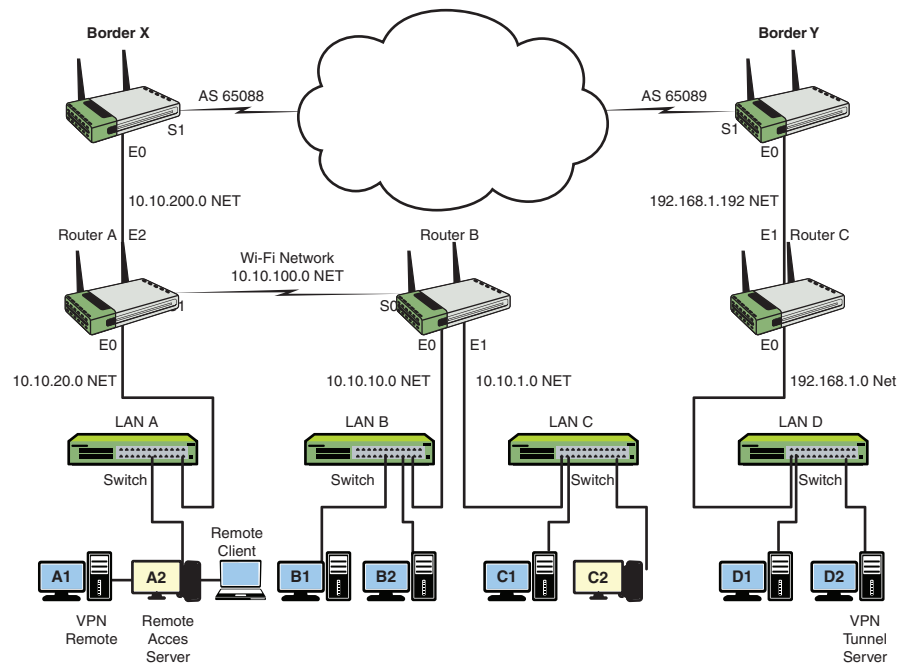 Border X
Border Y
AS 65088
AS 65089
S1
S1
E0
E0
10.10.200.0 NET
192.168.1.192 NET
Router A
E2
Router B
E1
Router C
Wi-Fi Network
10.10.100.0 NET
S1
S0
E0
E0
E1
E0
10.10.20.0 NET
10.10.10.0 NET
10.10.1.0 NET
192.168.1.0 Net
LAN A
LAN B
LAN C
LAN D
Switch
Switch
Switch
Switch
Remote
Client
A1
A2
B1
B2
C1
C2
D1
D2
VPN
Remote
Remote
Acces
Server
VPN
Tunnel
Server